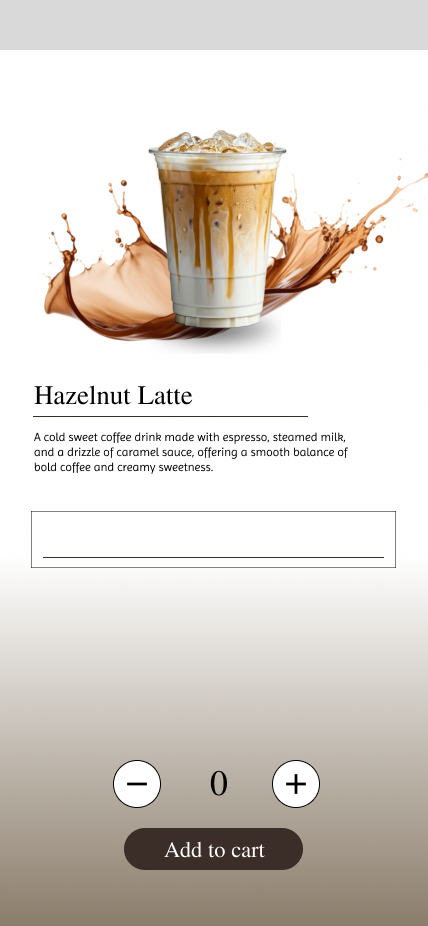 Hazelnut Latte
A cold sweet coffee drink made with espresso, steamed milk,
and a drizzle of caramel sauce, offering a smooth balance of
bold coffee and creamy sweetness.
0
Add to cart